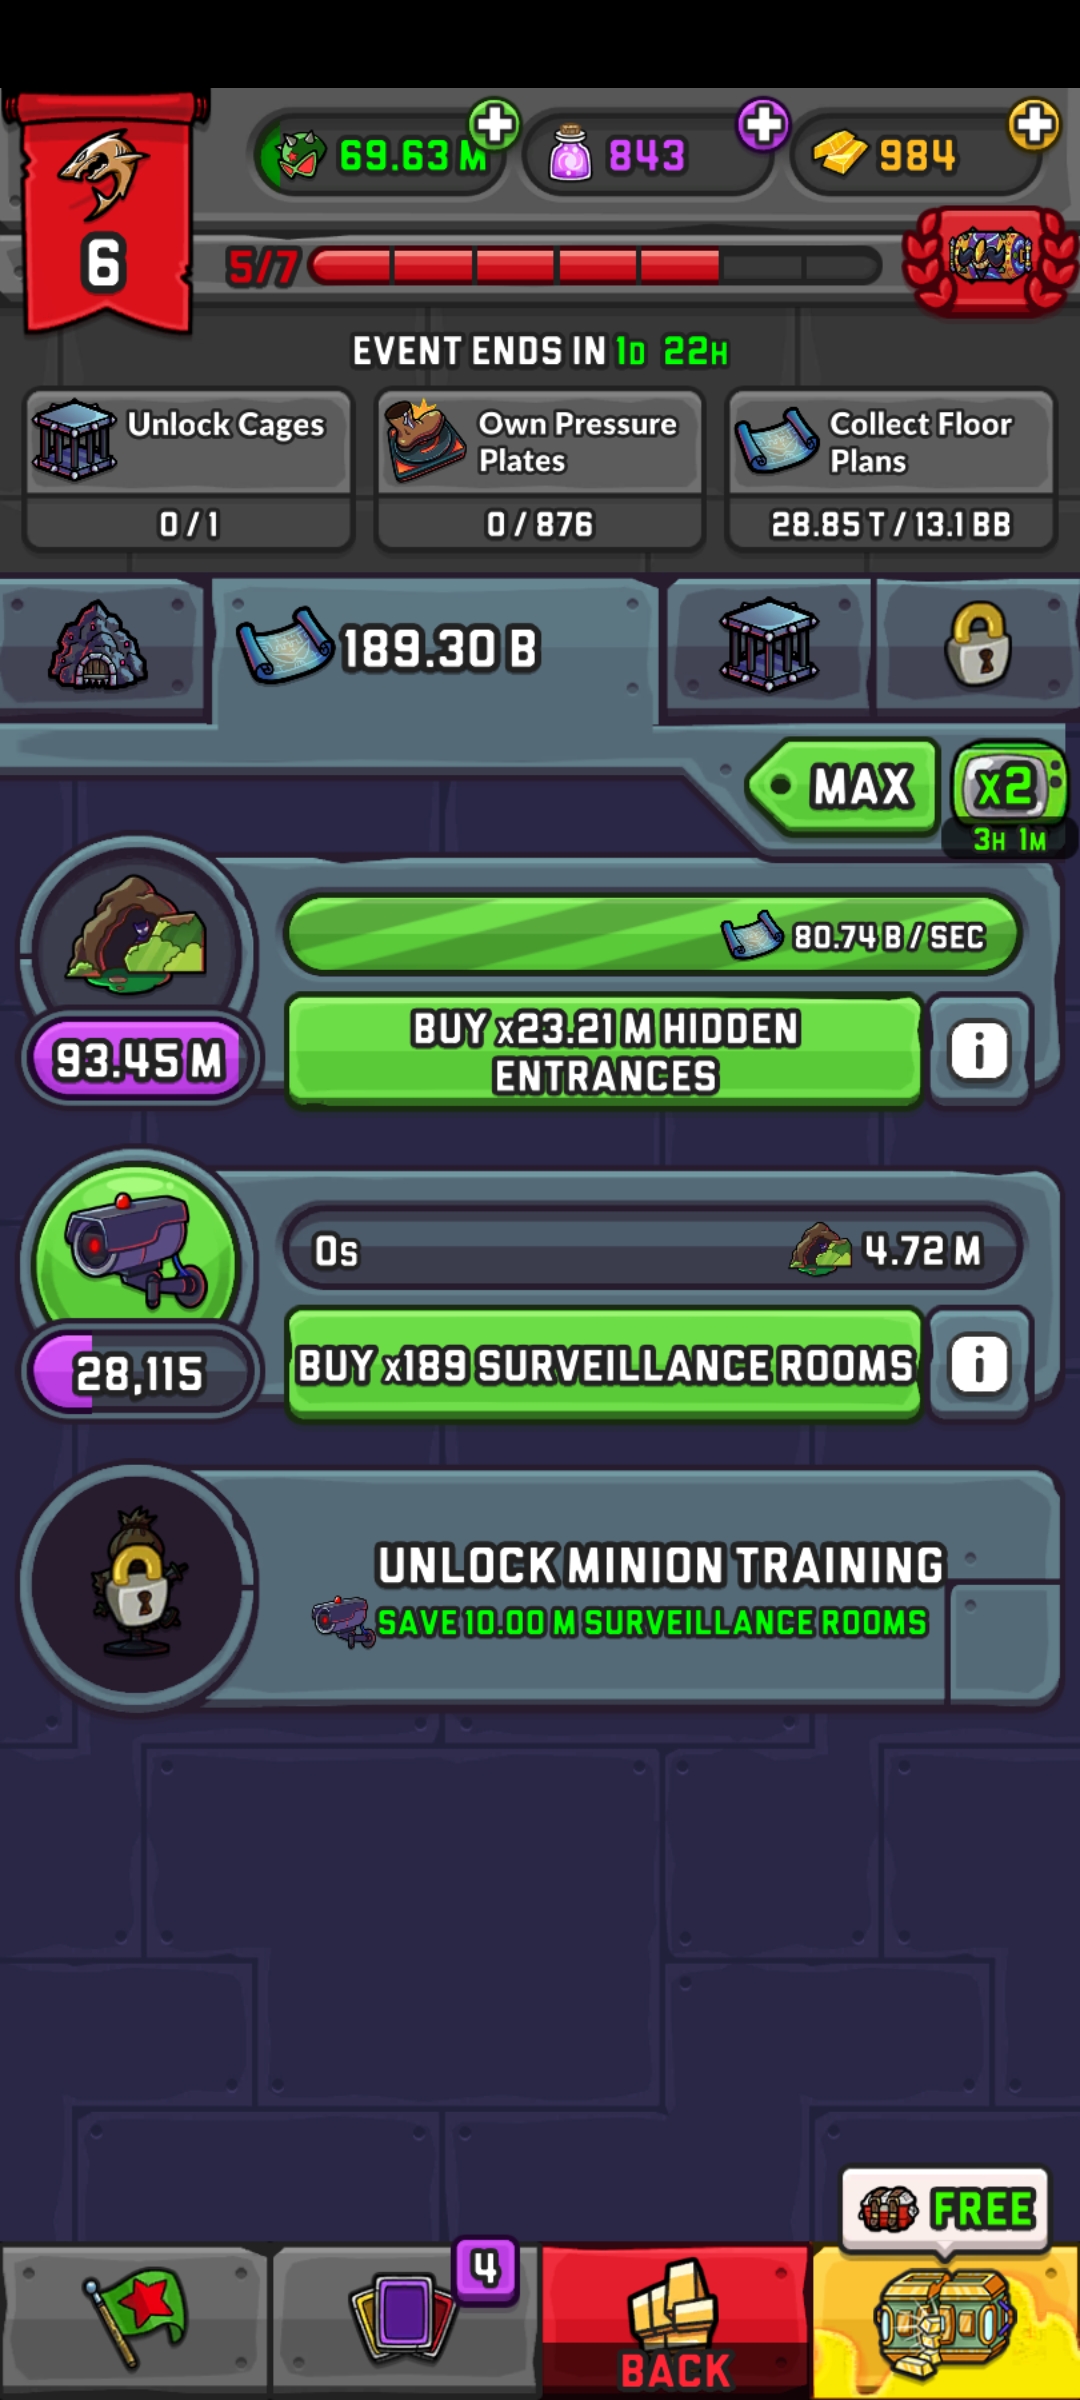 69.63 M
843
984
6
5/7
EVENT ENDS IN 1D 22H
Unlock Cages
0 / 1
Own Pressure
Plates
0 / 876
Collect Floor
Plans
28.85 T / 13.1 BB
189.30 B
MAX
x2
3H 1M
80.74 B / SEC
93.45 M
BUY x23.21 M HIDDEN
ENTRANCES
i
0s
4.72 M
28,115
BUY x189 SURVEILLANCE ROOMS
i
UNLOCK MINION TRAINING
SAVE 10.00 M SURVEILLANCE ROOMS
FREE
4
BACK